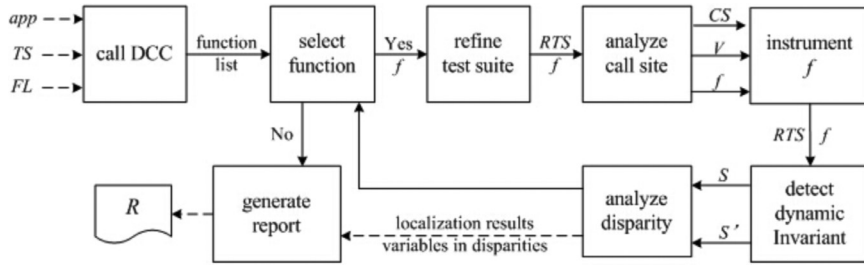 app
TS
FL
call DCC
function
list
select
function
Yes
f
refine
test suite
RTS
f
analyze
call site
CS
V
f
instrument
f
No
RTS f
R
generate
report
localization results
variables in disparities
analyze
disparity
S
S'
detect
dynamic
Invariant